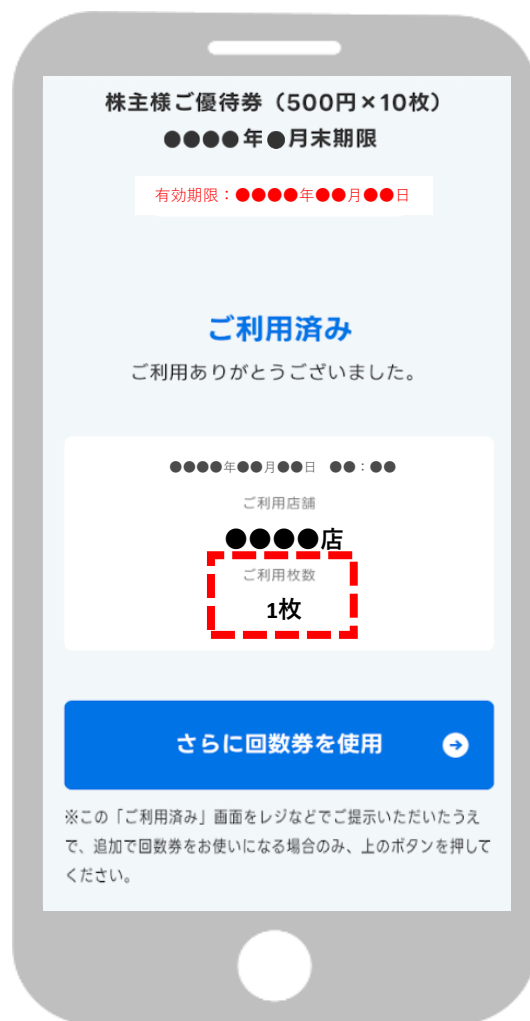 株主様ご優待券（500円×10枚）
●●●●年●月末期限
有効期限：●●●●年●●月●●日
ご利用済み
ご利用ありがとうございました。
●●●●年●●月●●日　●●：●●
ご利用店舗
●●●●店
ご利用枚数
1枚
さらに回数券を使用
※この「ご利用済み」画面をレジなどでご提示いただいたうえ
で、追加で回数券をお使いになる場合のみ、上のボタンを押して
ください。